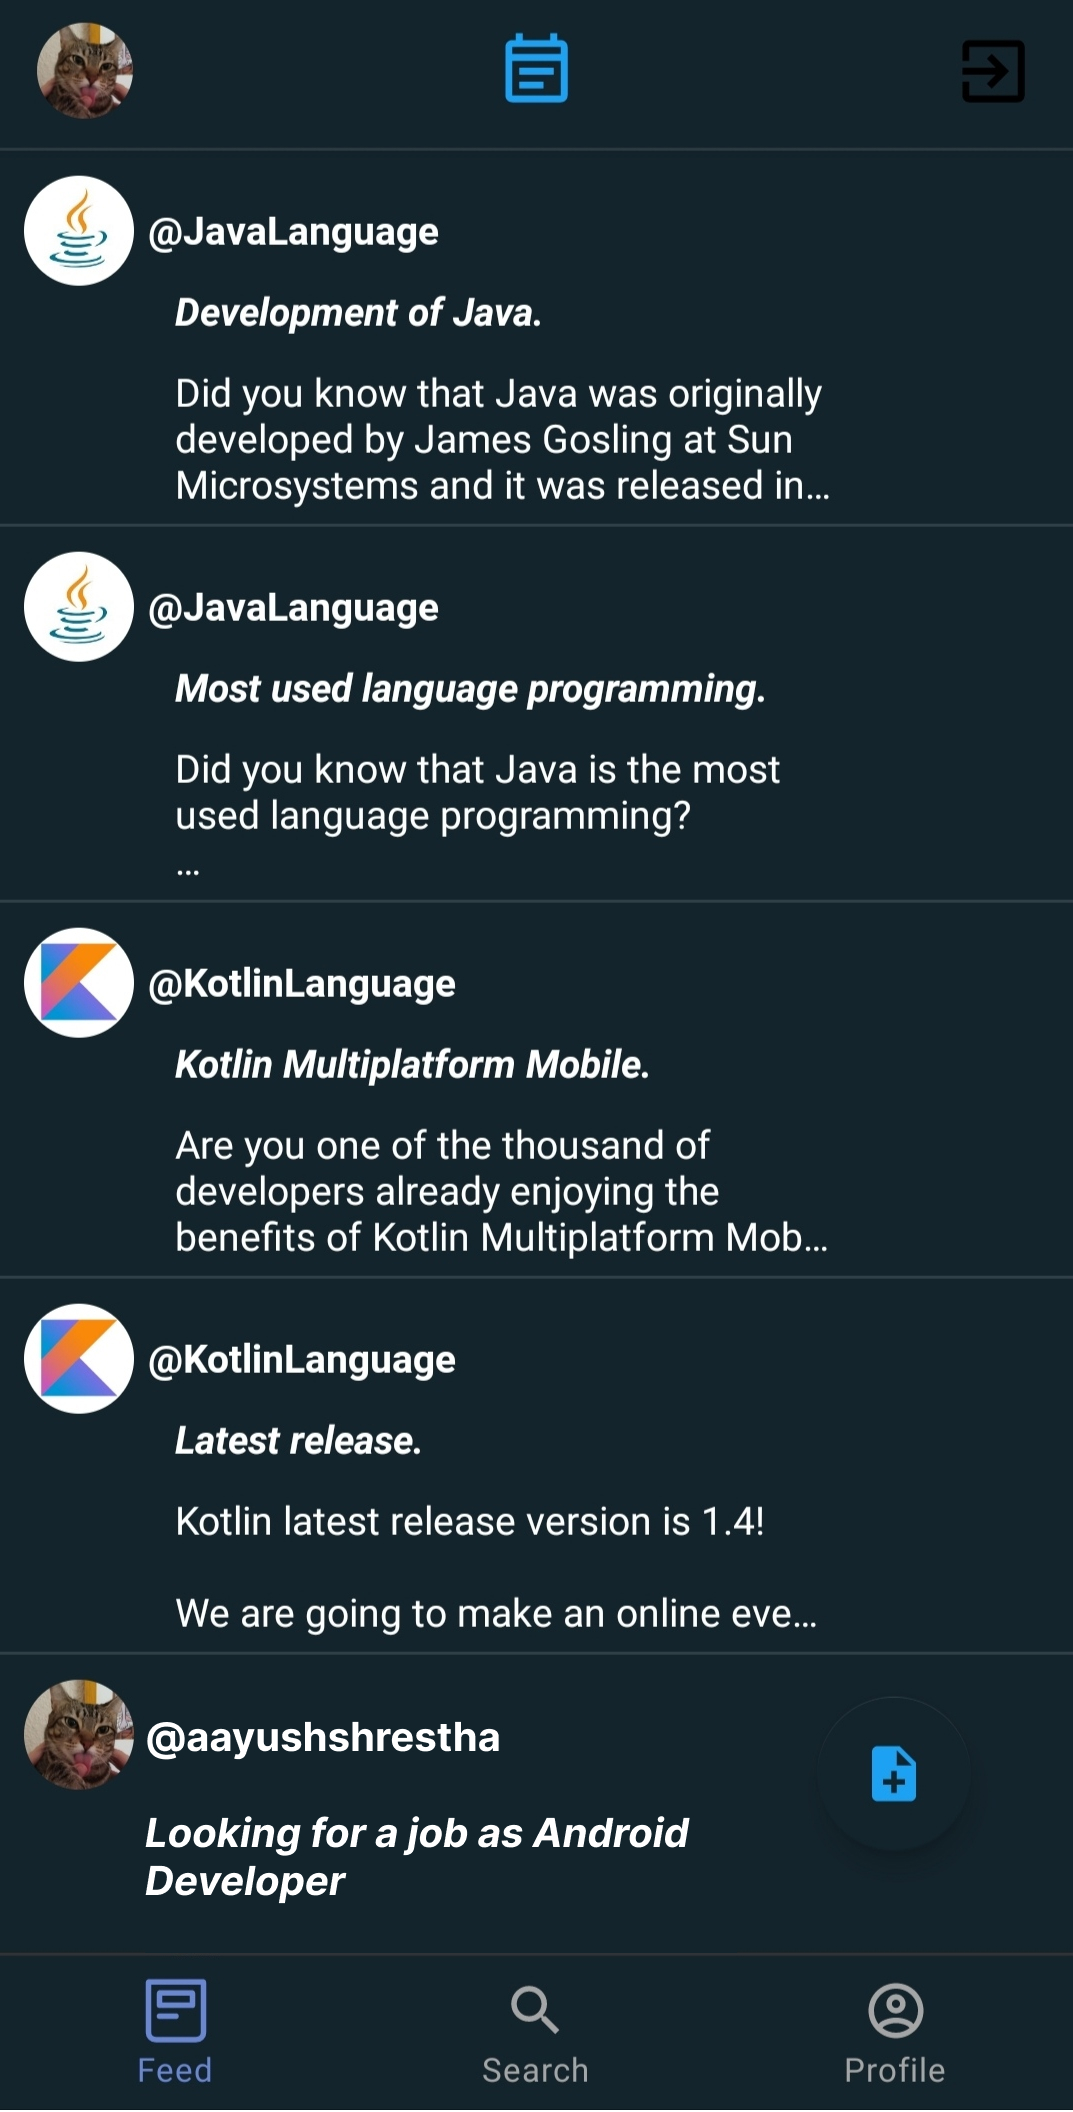 @JavaLanguage
Development of Java.
Did you know that Java was originally
developed by James Gosling at Sun
Microsystems and it was released in...
@JavaLanguage
Most used language programming.
Did you know that Java is the most
used language programming?
...
@KotlinLanguage
Kotlin Multiplatform Mobile.
Are you one of the thousand of
developers already enjoying the
benefits of Kotlin Multiplatform Mob...
@KotlinLanguage
Latest release.
Kotlin latest release version is 1.4!
We are going to make an online eve...
@aayushshrestha
Looking for a job as Android
Developer
Feed
Search
Profile